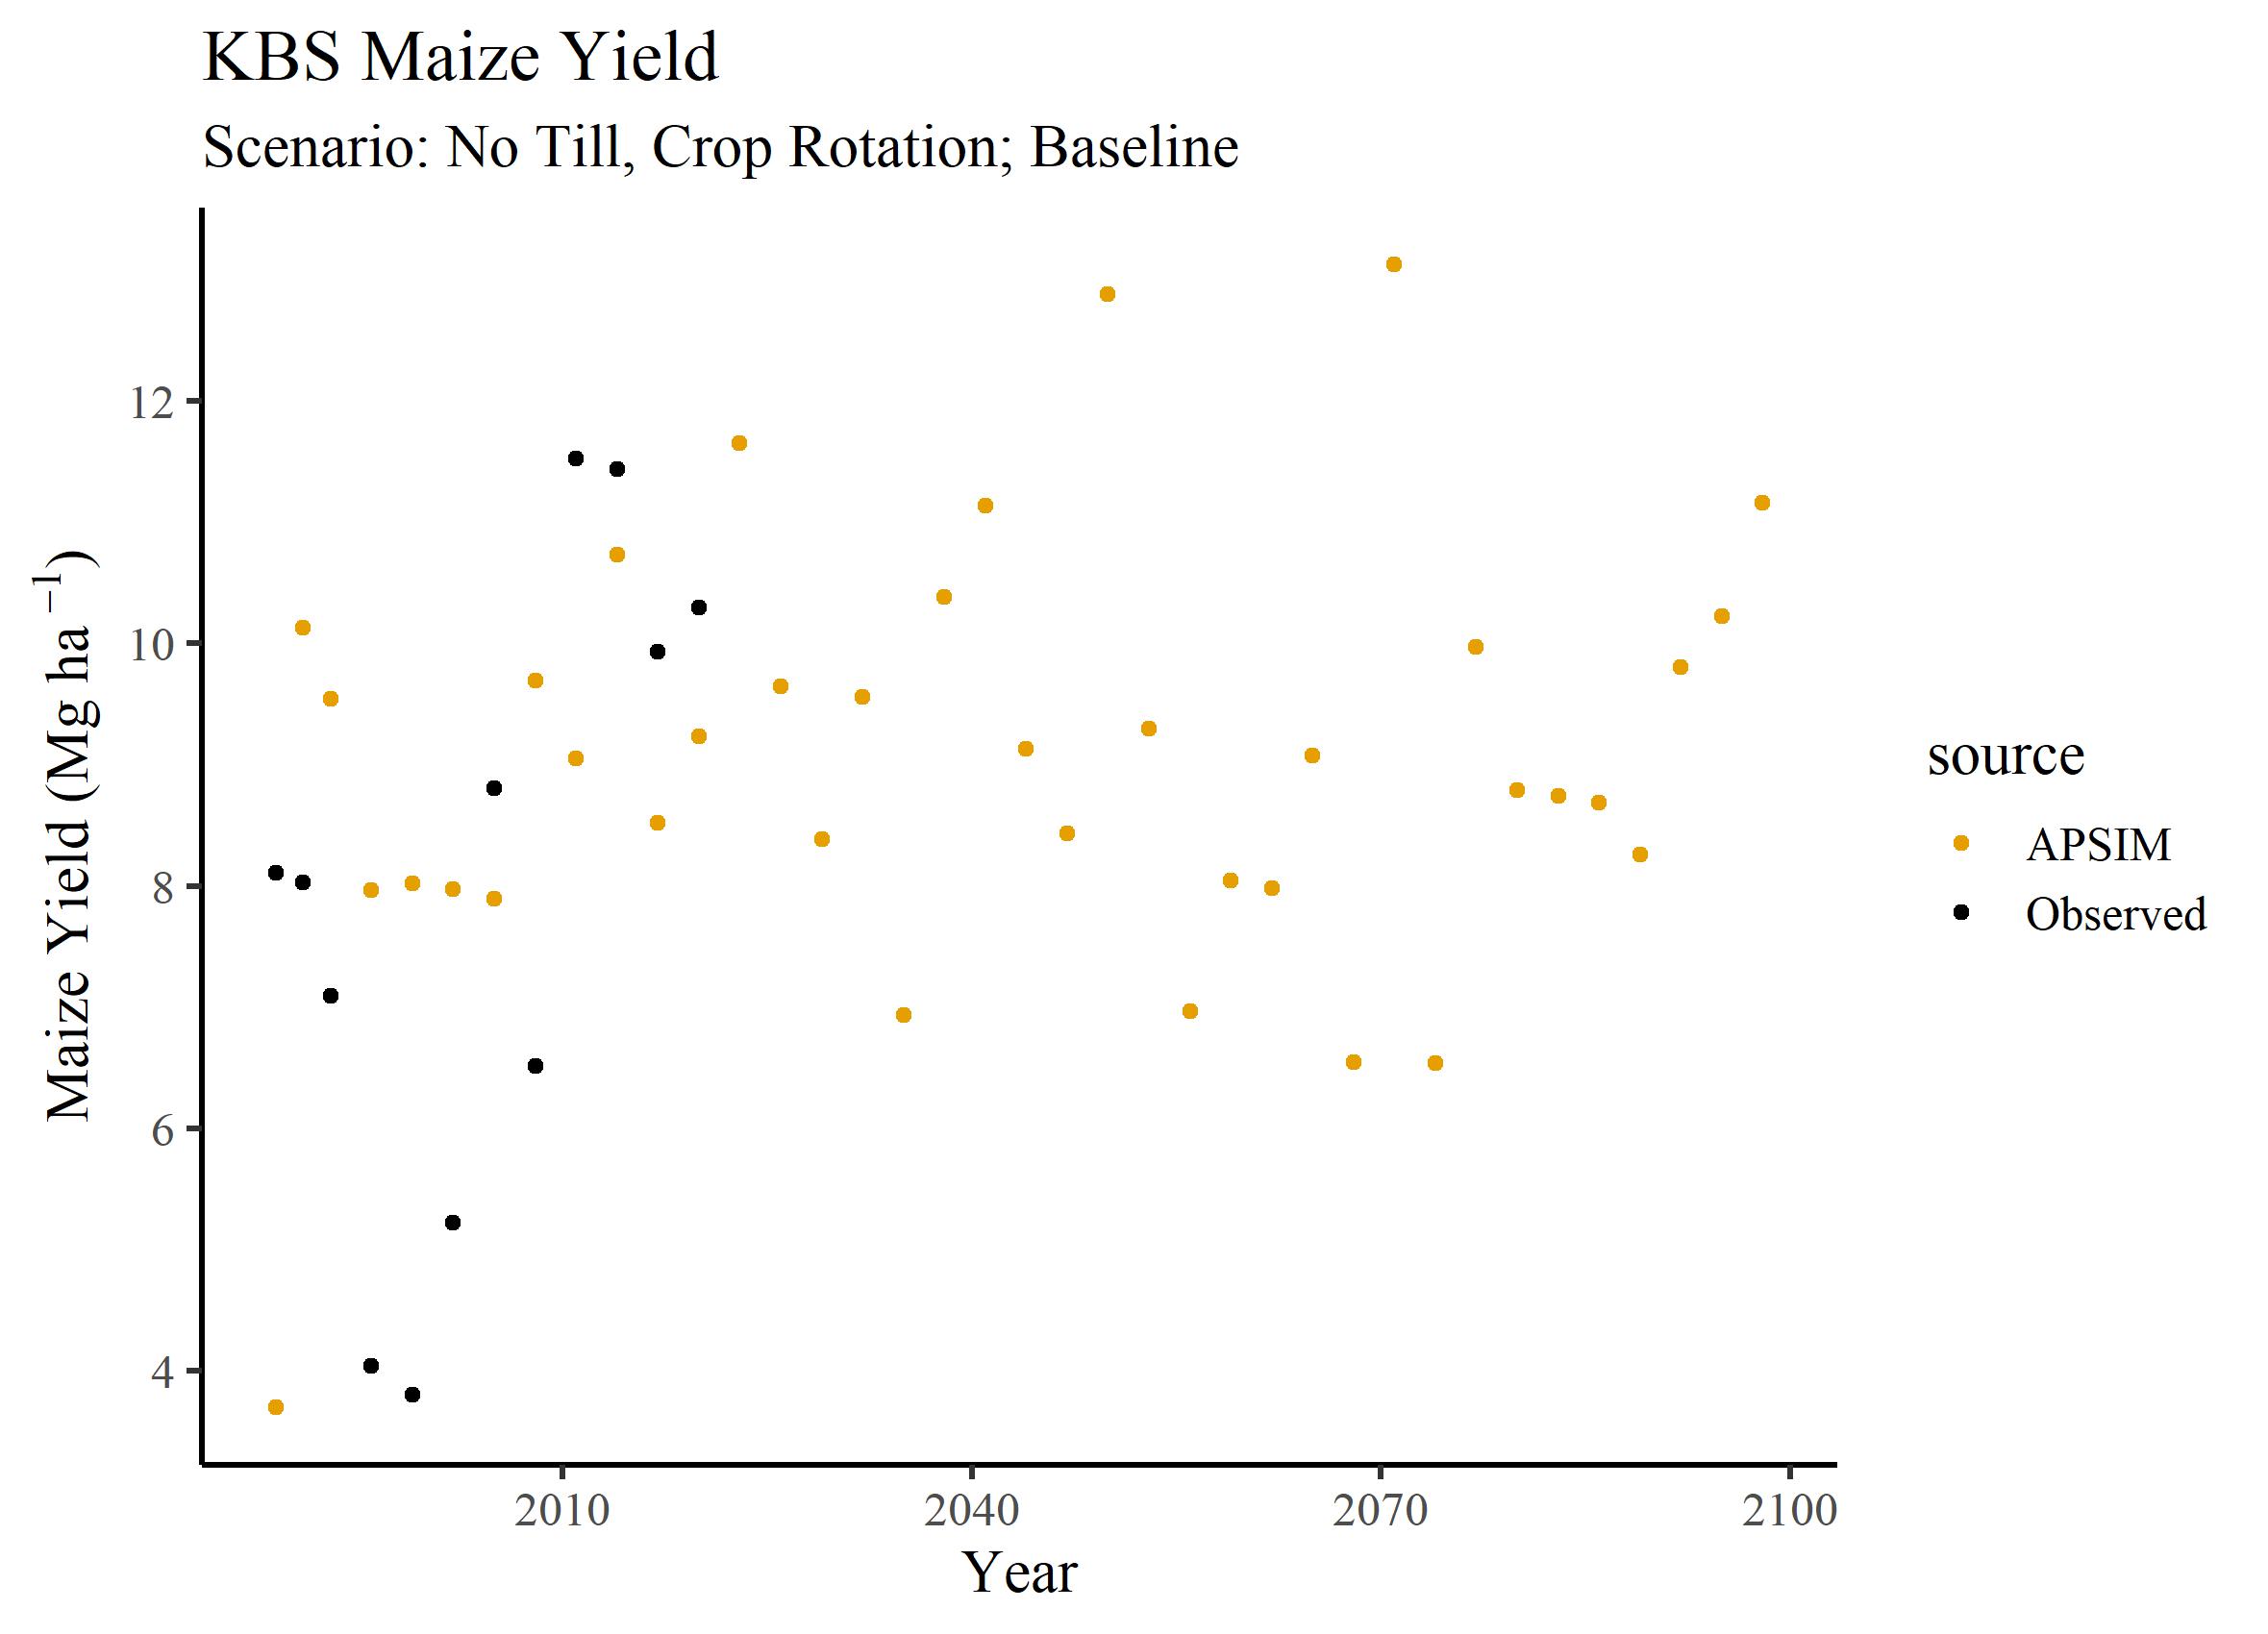 KBS Maize Yield
Scenario: No Till, Crop Rotation; Baseline
Maize Yield (Mg ha −1)
12
10
8
6
4
2010
2040
2070
2100
Year
source
APSIM
Observed